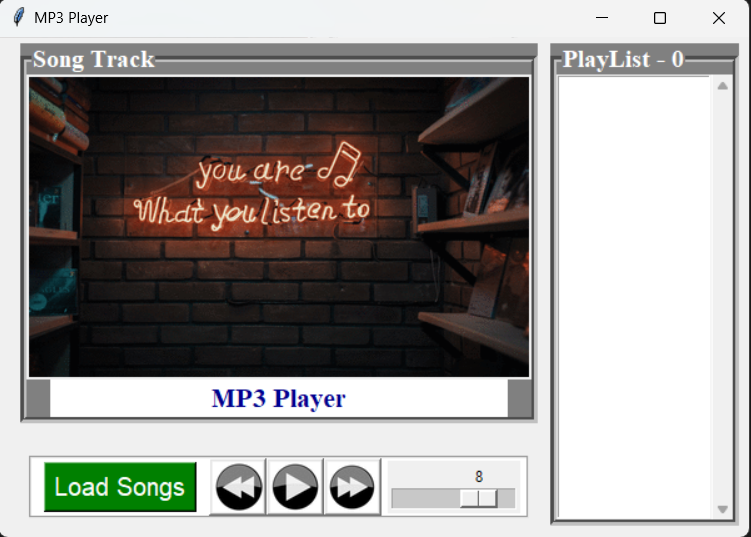 MP3 Player
Song Track
PlayList - 0
you are
What you listen to
MP3 Player
Load Songs
8